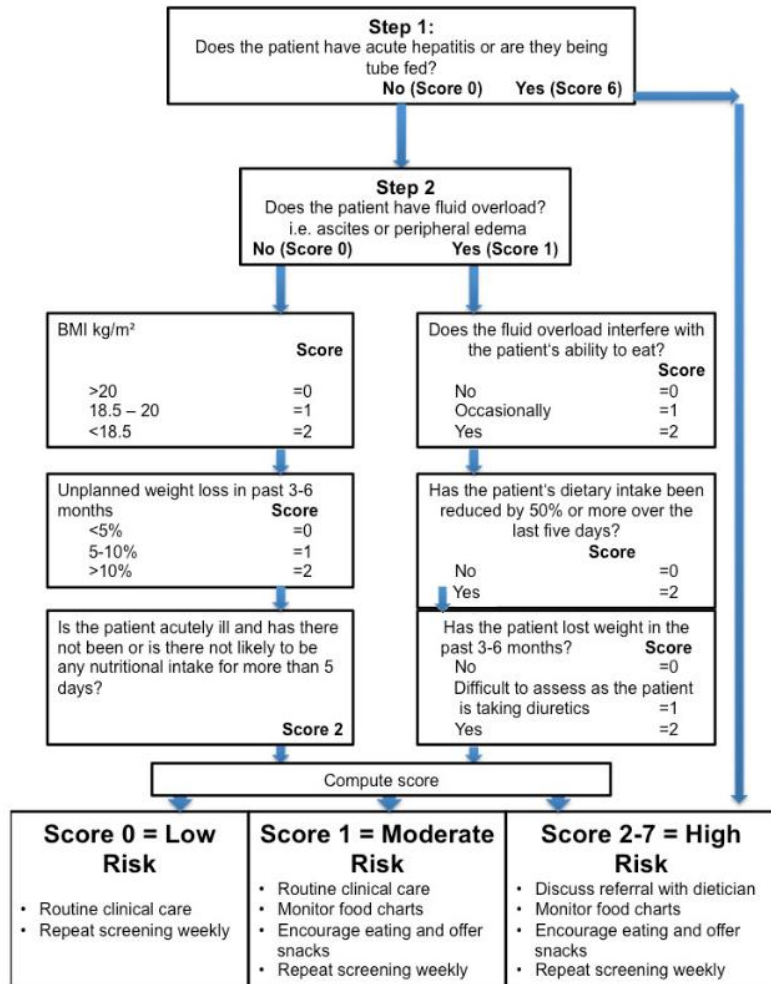 Step 1:
Does the patient have acute hepatitis or are they being
tube fed?
No (Score 0) Yes (Score 6)
Step 2
Does the patient have fluid overload?
i.e. ascites or peripheral edema
No (Score 0) Yes (Score 1)
BMI kg/m²
Score
>20 =0
18.5 – 20 =1
<18.5 =2
Unplanned weight loss in past 3-6
months Score
<5% =0
5-10% =1
>10% =2
Is the patient acutely ill and has there
not been or is there not likely to be
any nutritional intake for more than 5
days?
Score 2
Does the fluid overload interfere with
the patient‘s ability to eat?
Score
No =0
Occasionally =1
Yes =2
Has the patient‘s dietary intake been
reduced by 50% or more over the
last five days?
Score
No =0
Yes =2
Has the patient lost weight in the
past 3-6 months? Score
No =0
Difficult to assess as the patient
is taking diuretics =1
Yes =2
Compute score
Score 0 = Low
Risk
• Routine clinical care
• Repeat screening weekly
Score 1 = Moderate
Risk
• Routine clinical care
• Monitor food charts
• Encourage eating and offer
snacks
• Repeat screening weekly
Score 2-7 = High
Risk
• Discuss referral with dietician
• Monitor food charts
• Encourage eating and offer
snacks
• Repeat screening weekly